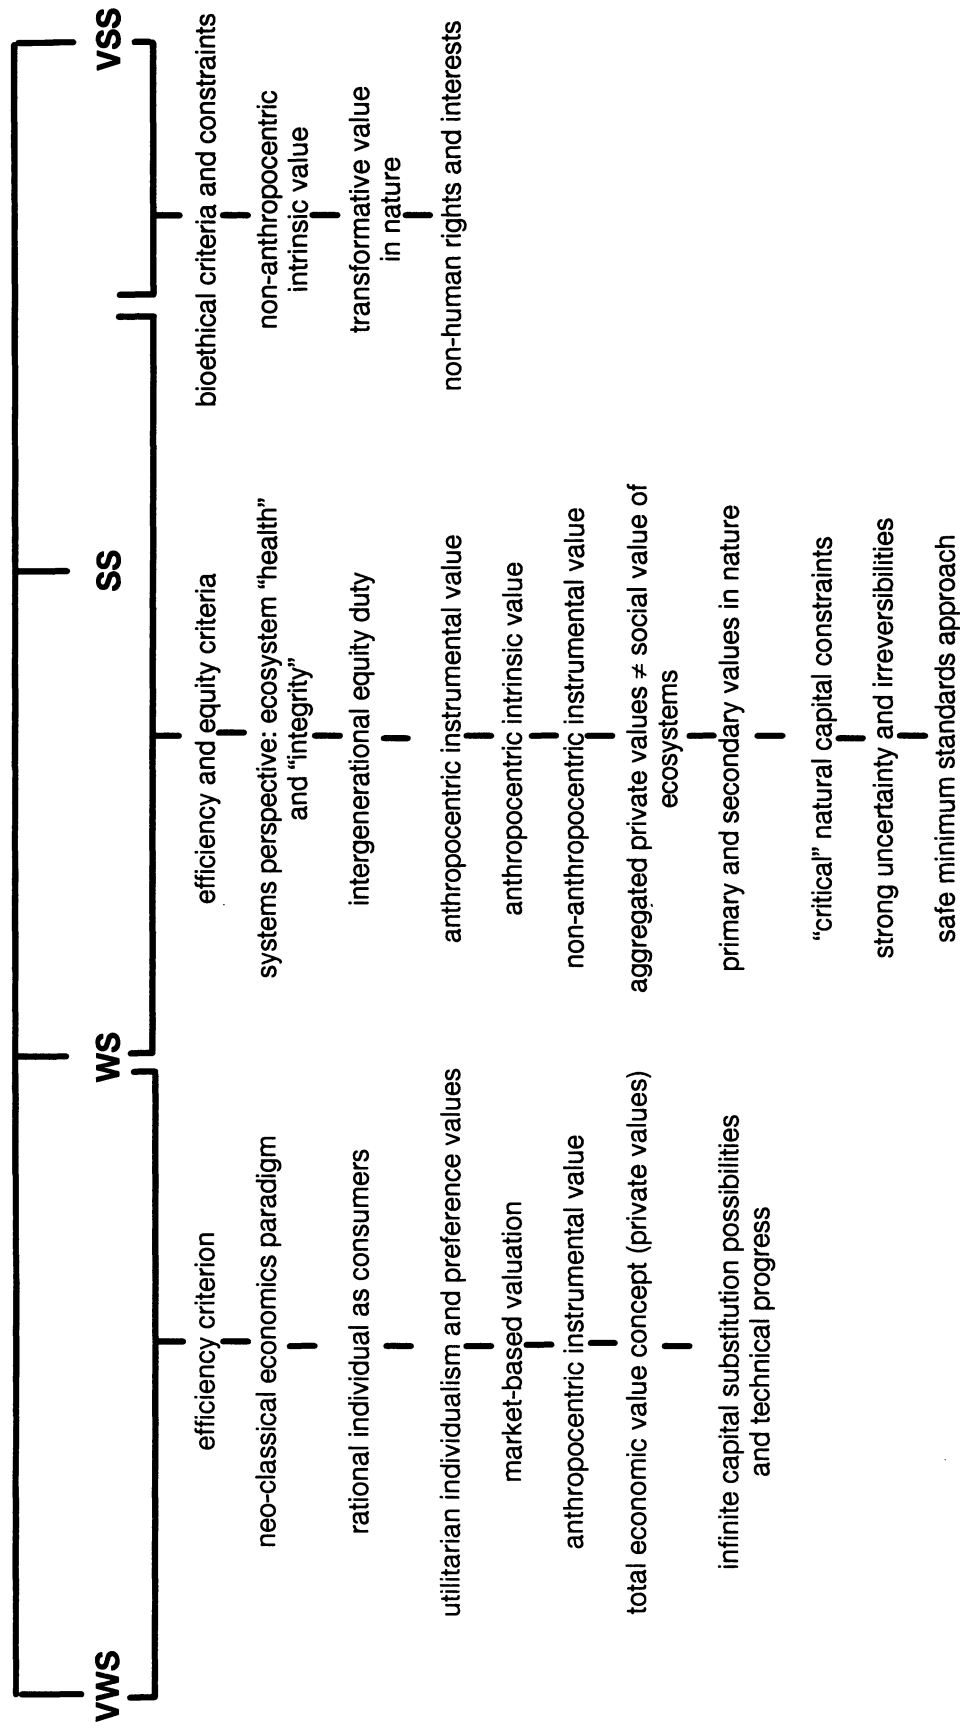 VWS
WS
SS
VSS
efficiency criterion
neo-classical economics paradigm
rational individual as consumers
utilitarian individualism and preference values
market-based valuation
anthropocentric instrumental value
total economic value concept (private values)
infinite capital substitution possibilities
and technical progress
efficiency and equity criteria
systems perspective: ecosystem “health”
and “integrity”
intergenerational equity duty
anthropocentric instrumental value
anthropocentric intrinsic value
non-anthropocentric instrumental value
aggregated private values ≠ social value of
ecosystems
primary and secondary values in nature
“critical” natural capital constraints
strong uncertainty and irreversibilities
safe minimum standards approach
bioethical criteria and constraints
non-anthropocentric
intrinsic value
transformative value
in nature
non-human rights and interests